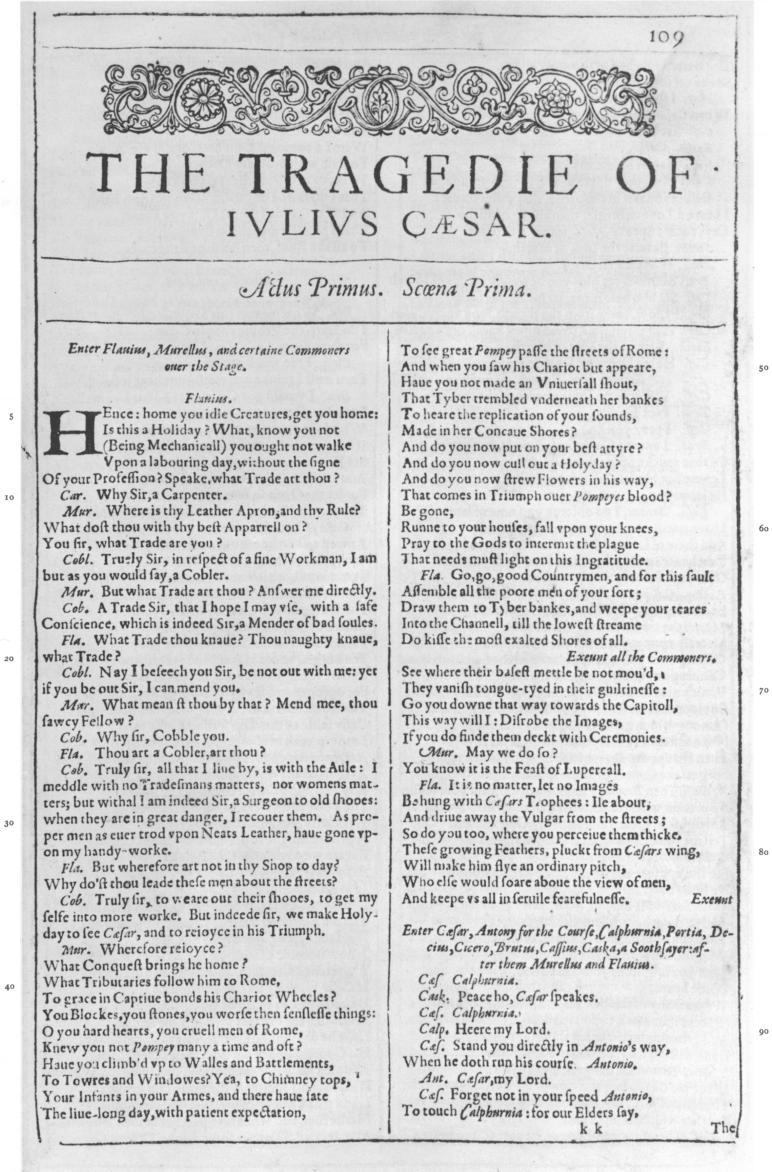 109
THE TRAGEDIE OF
IVLIVS CÆSAR.
Actus Primus. Scœna Prima.
Enter Flauius, Murellus, and certaine Commoners
ouer the Stage.
Flauius.
5
HEnce: home you idle Creatures, get you home:
Is this a Holiday? What, know you not
(Being Mechanicall) you ought not walke
Vpon a labouring day, without the signe
Of your Profession? Speake, what Trade art thou?
10
Car. Why Sir, a Carpenter.
Mur. Where is thy Leather Apron, and thy Rule?
What dost thou with thy best Apparrell on?
You sir, what Trade are you?
Cobl. Truely Sir, in respect of a fine Workman, I am
but as you would say, a Cobler.
Mur. But what Trade art thou? Answer me directly.
Cob. A Trade Sir, that I hope I may vse, with a safe
Conscience, which is indeed Sir, a Mender of bad soules.
Fla. What Trade thou knaue? Thou naughty knaue,
20
what Trade?
Cobl. Nay I beseech you Sir, be not out with me: yet
if you be out Sir, I can mend you.
Mur. What meanst thou by that? Mend mee, thou
sawcy Fellow?
Cob. Why sir, Cobble you.
Fla. Thou art a Cobler, art thou?
Cob. Truly sir, all that I liue by, is with the Aule: I
meddle with no Tradesmans matters, nor womens mat-
ters; but withal I am indeed Sir, a Surgeon to old shooes:
30
when they are in great danger, I recouer them. As pro-
per men as euer trod vpon Neats Leather, haue gone vp-
on my handy-worke.
Fla. But wherefore art not in thy Shop to day?
Why do'st thou leade these men about the streets?
Cob. Truly sir, to weare out their shooes, to get my
selfe into more worke. But indeede sir, we make Holy-
day to see Cæsar, and to reioyce in his Triumph.
Mur. Wherefore reioyce?
What Conquest brings he home?
40
What Tributaries follow him to Rome,
To grace in Captiue bonds his Chariot Wheeles?
You Blockes, you stones, you worse then senslesse things:
O you hard hearts, you cruell men of Rome,
Knew you not Pompey many a time and oft?
Haue you climb'd vp to Walles and Battlements,
To Towres and Windowes? Yea, to Chimney tops,
Your Infants in your Armes, and there haue sate
The liue-long day, with patient expectation,
To see great Pompey passe the streets of Rome:
50
And when you saw his Chariot but appeare,
Haue you not made an Vniuersall shout,
That Tyber trembled vnderneath her bankes
To heare the replication of your sounds,
Made in her Concaue Shores?
And do you now put on your best attyre?
And do you now cull out a Holyday?
And do you now strew Flowers in his way,
That comes in Triumph ouer Pompeyes blood?
Be gone,
60
Runne to your houses, fall vpon your knees,
Pray to the Gods to intermit the plague
That needs must light on this Ingratitude.
Fla. Go, go, good Countrymen, and for this fault
Assemble all the poore men of your sort;
Draw them to Tyber bankes, and weepe your teares
Into the Channell, till the lowest streame
Do kisse the most exalted Shores of all.
Exeunt all the Commoners.
See where their basest mettle be not mou'd,
70
They vanish tongue-tyed in their guiltinesse:
Go you downe that way towards the Capitoll,
This way will I: Disrobe the Images,
If you do finde them deckt with Ceremonies.
Mur. May we do so?
You know it is the Feast of Lupercall.
Fla. It is no matter, let no Images
Be hung with Cæsars Trophees: Ile about,
And driue away the Vulgar from the streets;
So do you too, where you perceiue them thicke.
80
These growing Feathers, pluckt from Cæsars wing,
Will make him flye an ordinary pitch,
Who else would soare aboue the view of men,
And keepe vs all in seruile fearefulnesse. Exeunt
Enter Cæsar, Antony for the Course, Calphurnia, Portia, De-
cius, Cicero, Brutus, Cassius, Caska, a Soothsayer: af-
ter them Murellus and Flauius.
Cæs. Calphurnia.
Cask. Peace ho, Cæsar speakes.
Cæs. Calphurnia.
90
Calp. Heere my Lord.
Cæs. Stand you directly in Antonio's way,
When he doth run his course. Antonio.
Ant. Cæsar, my Lord.
Cæs. Forget not in your speed Antonio,
To touch Calphurnia: for our Elders say,
k k The